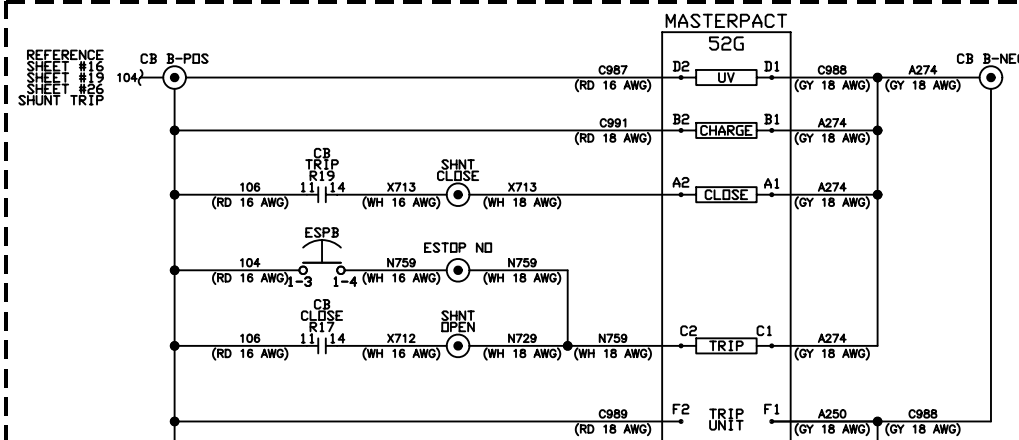 MASTERPACT
52G
REFERENCE
SHEET #16
SHEET #19
SHEET #26
SHUNT TRIP
104
CB B-POS
C987
(RD 16 AWG)
D2
UV
D1
C988
(GY 18 AWG)
A274
(GY 18 AWG)
CB B-NEG
C991
(RD 18 AWG)
B2
CHARGE
B1
A274
(GY 18 AWG)
106
(RD 16 AWG)
CB
TRIP
R19
11 14
X713
(WH 16 AWG)
SHNT
CLOSE
X713
(WH 18 AWG)
A2
CLOSE
A1
A274
(GY 18 AWG)
104
(RD 16 AWG)
ESPB
1-3 1-4
N759
(WH 16 AWG)
ESTOP NO
N759
(WH 18 AWG)
106
(RD 16 AWG)
CB
CLOSE
R17
11 14
X712
(WH 16 AWG)
SHNT
OPEN
N729
(WH 18 AWG)
N759
(WH 18 AWG)
C2
TRIP
C1
A274
(GY 18 AWG)
C989
(RD 18 AWG)
F2
TRIP
UNIT
F1
A250
(GY 18 AWG)
C988
(GY 18 AWG)